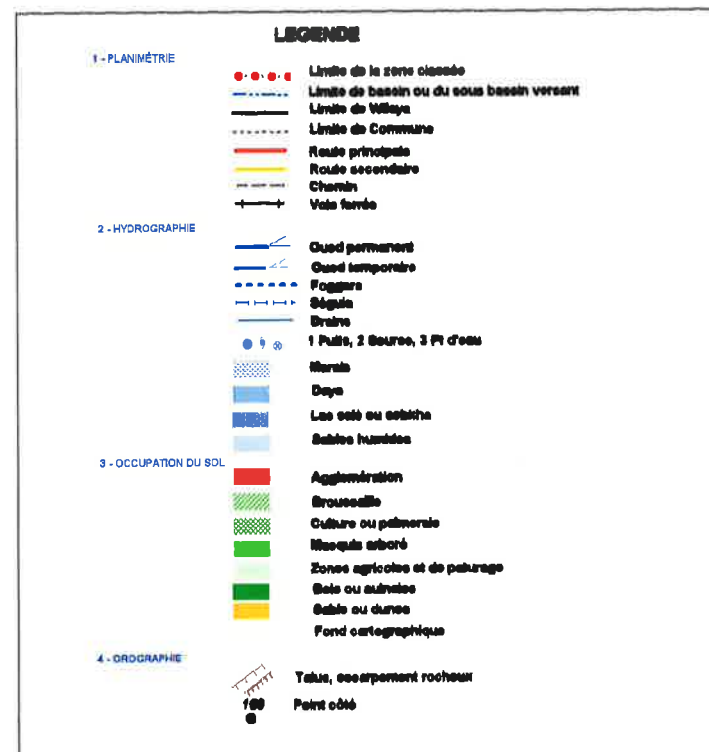 LEGENDE
1 - PLANIMÉTRIE
Limite de la zone classée
Limite de bassin ou du sous bassin versant
Limite de Wilaya
Limite de Commune
Route principale
Route secondaire
Chemin
Voie ferrée
2 - HYDROGRAPHIE
Oued permanent
Oued temporaire
Foggara
Séguia
Drains
1 Puits, 2 Source, 3 Pt d'eau
Marais
Daya
Lac salé ou sebkha
Sables humides
3 - OCCUPATION DU SOL
Agglomération
Broussaille
Culture ou palmeraie
Maquis arboré
Zones agricoles et de paturage
Bois ou aulnaies
Sable ou dunes
Fond cartographique
4 - OROGRAPHIE
Talus, escarpement rocheux
169 Point côté